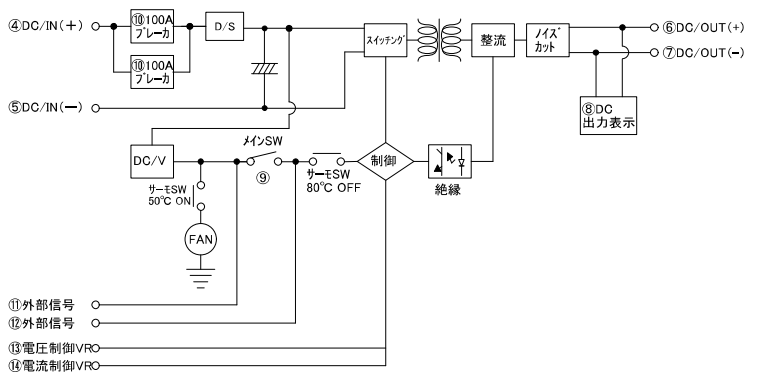 ④DC/IN(+)
⑩100A
ブレーカ
D/S
⑩100A
ブレーカ
⑤DC/IN(ー)
スイッチング
整流
ノイズ
カット
⑥DC/OUT(+)
⑦DC/OUT(-)
⑧DC
出力表示
DC/V
メインSW
⑨
サーモSW
80℃ OFF
制御
絶縁
サーモSW
50℃ ON
FAN
⑪外部信号
⑫外部信号
⑬電圧制御VR
⑭電流制御VR